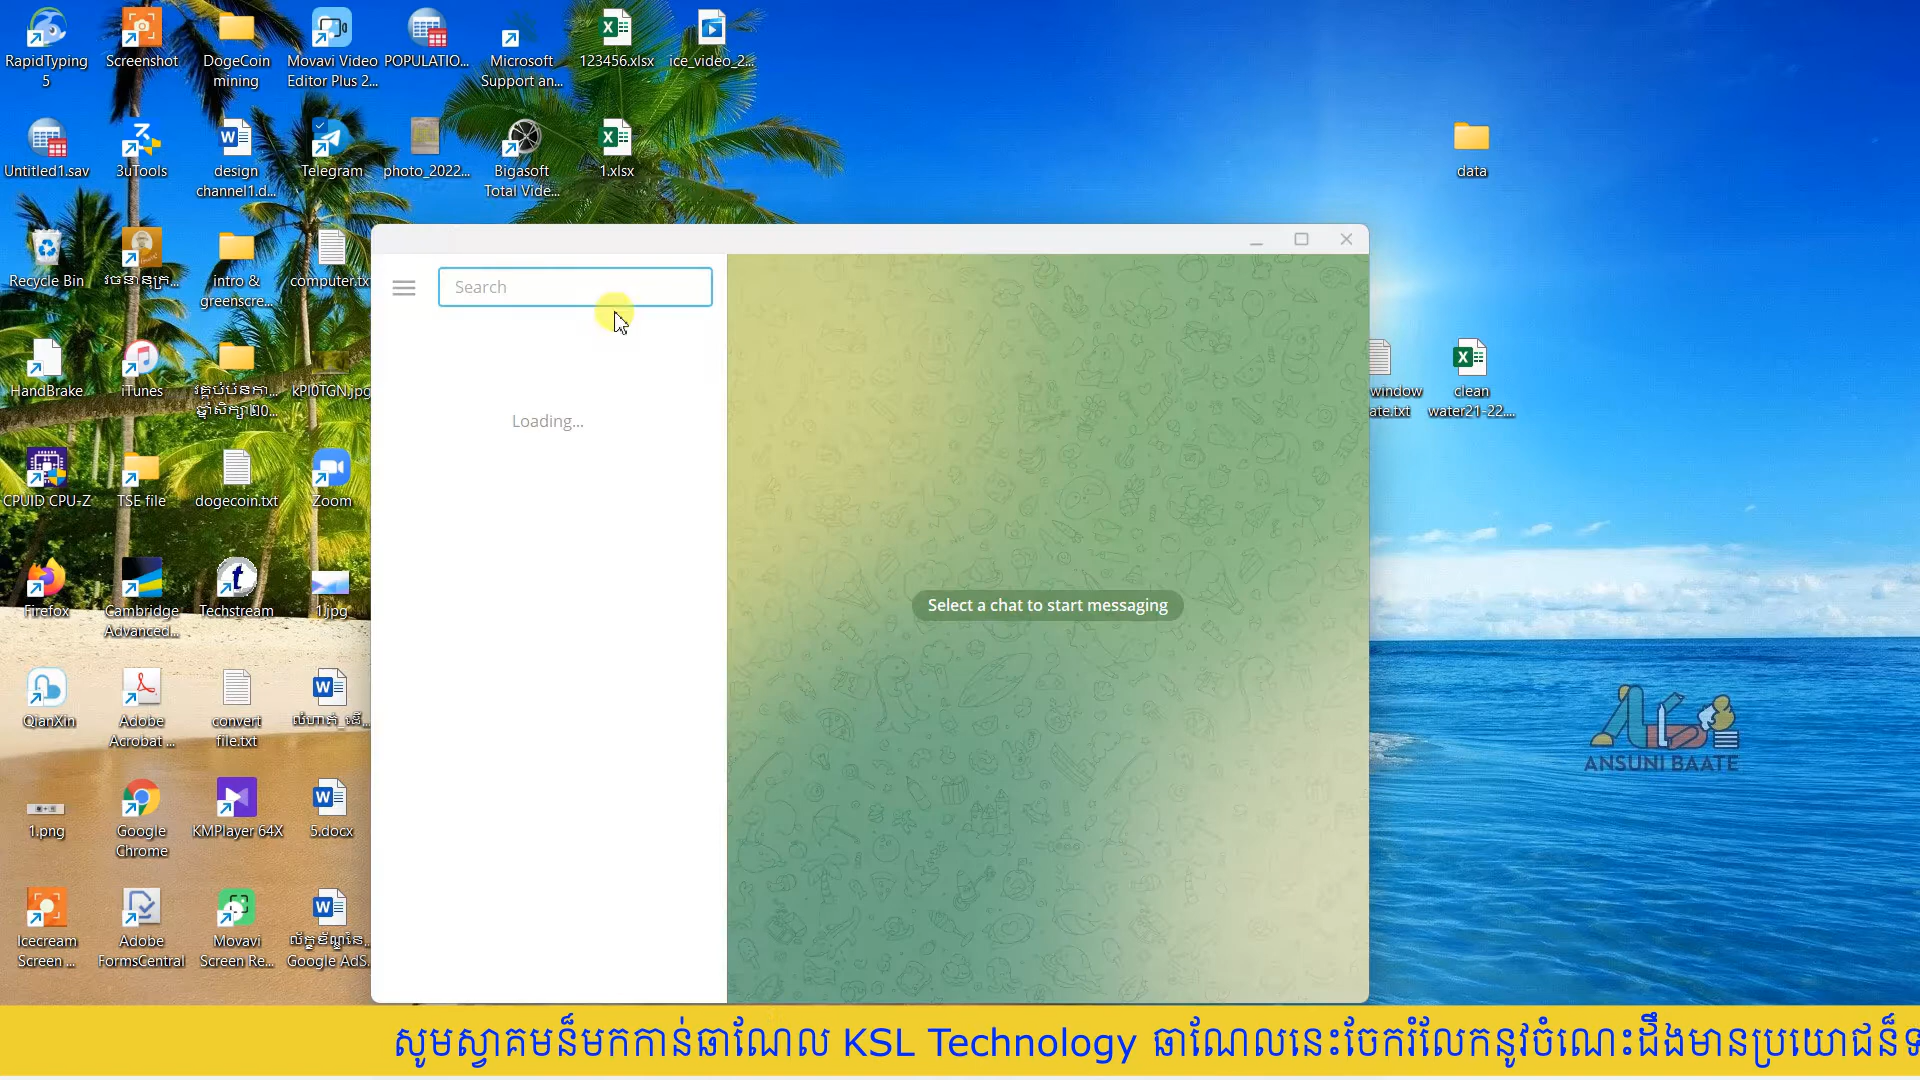 RapidTyping
5
Screenshot
DogeCoin
mining
Movavi Video
Editor Plus 2...
POPULATIO...
Microsoft
Support an...
123456.xlsx
ice_video_2...
Untitled1.sav
3uTools
design
channel1.d...
Telegram
photo_2022...
Bigasoft
Total Vide...
1.xlsx
data
Recycle Bin
វចនានុក្រ...
intro &
greenscre...
computer.tx
Search
Loading...
HandBrake
iTunes
kPI0TGN.jpg
window
ate.txt
clean
water21-22....
CPUID CPU-Z
TSE file
dogecoin.txt
Zoom
Firefox
Cambridge
Advanced...
Techstream
1.jpg
Select a chat to start messaging
QianXin
Adobe
Acrobat ...
convert
file.txt
ANSUNI BAATE
1.png
Google
Chrome
KMPlayer 64X
5.docx
Icecream
Screen ...
Adobe
FormsCentral
Movavi
Screen Re...
Google AdS.
សូមស្វាគមន៏មកកាន់ឆាណែល KSL Technology ឆាណែលនេះចែករំលែកនូវចំណេះដឹងមានប្រយោជន៏